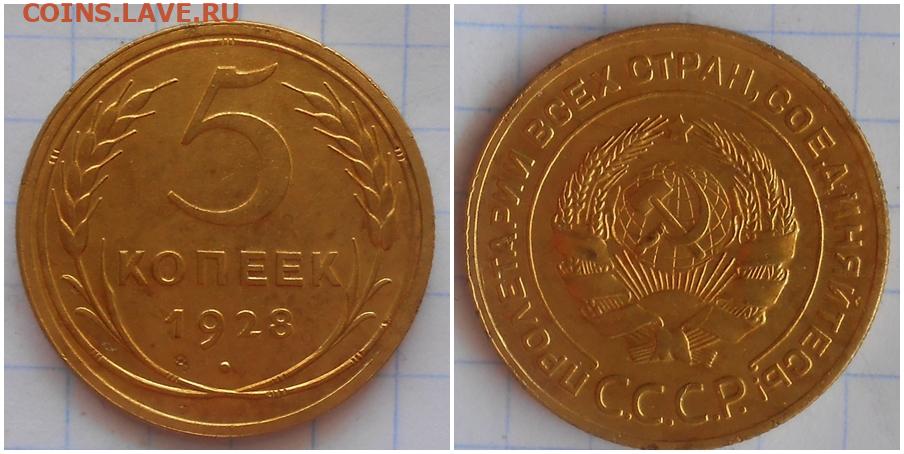 COINS.LAVE.RU
5
КОПЕЕК
1928
ПРОЛЕТАРИИ ВСЕХ СТРАН, СОЕДИНЯЙТЕСЬ!
С.С.С.Р.